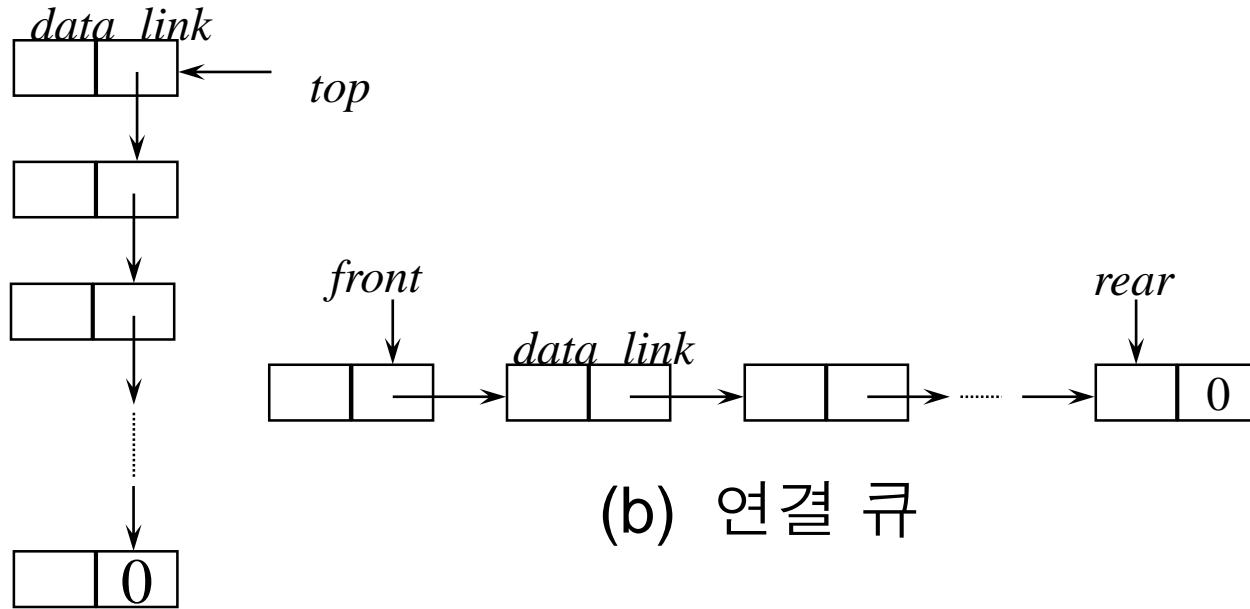 data link
top
0
front
data link
rear
0
(b) 연결 큐